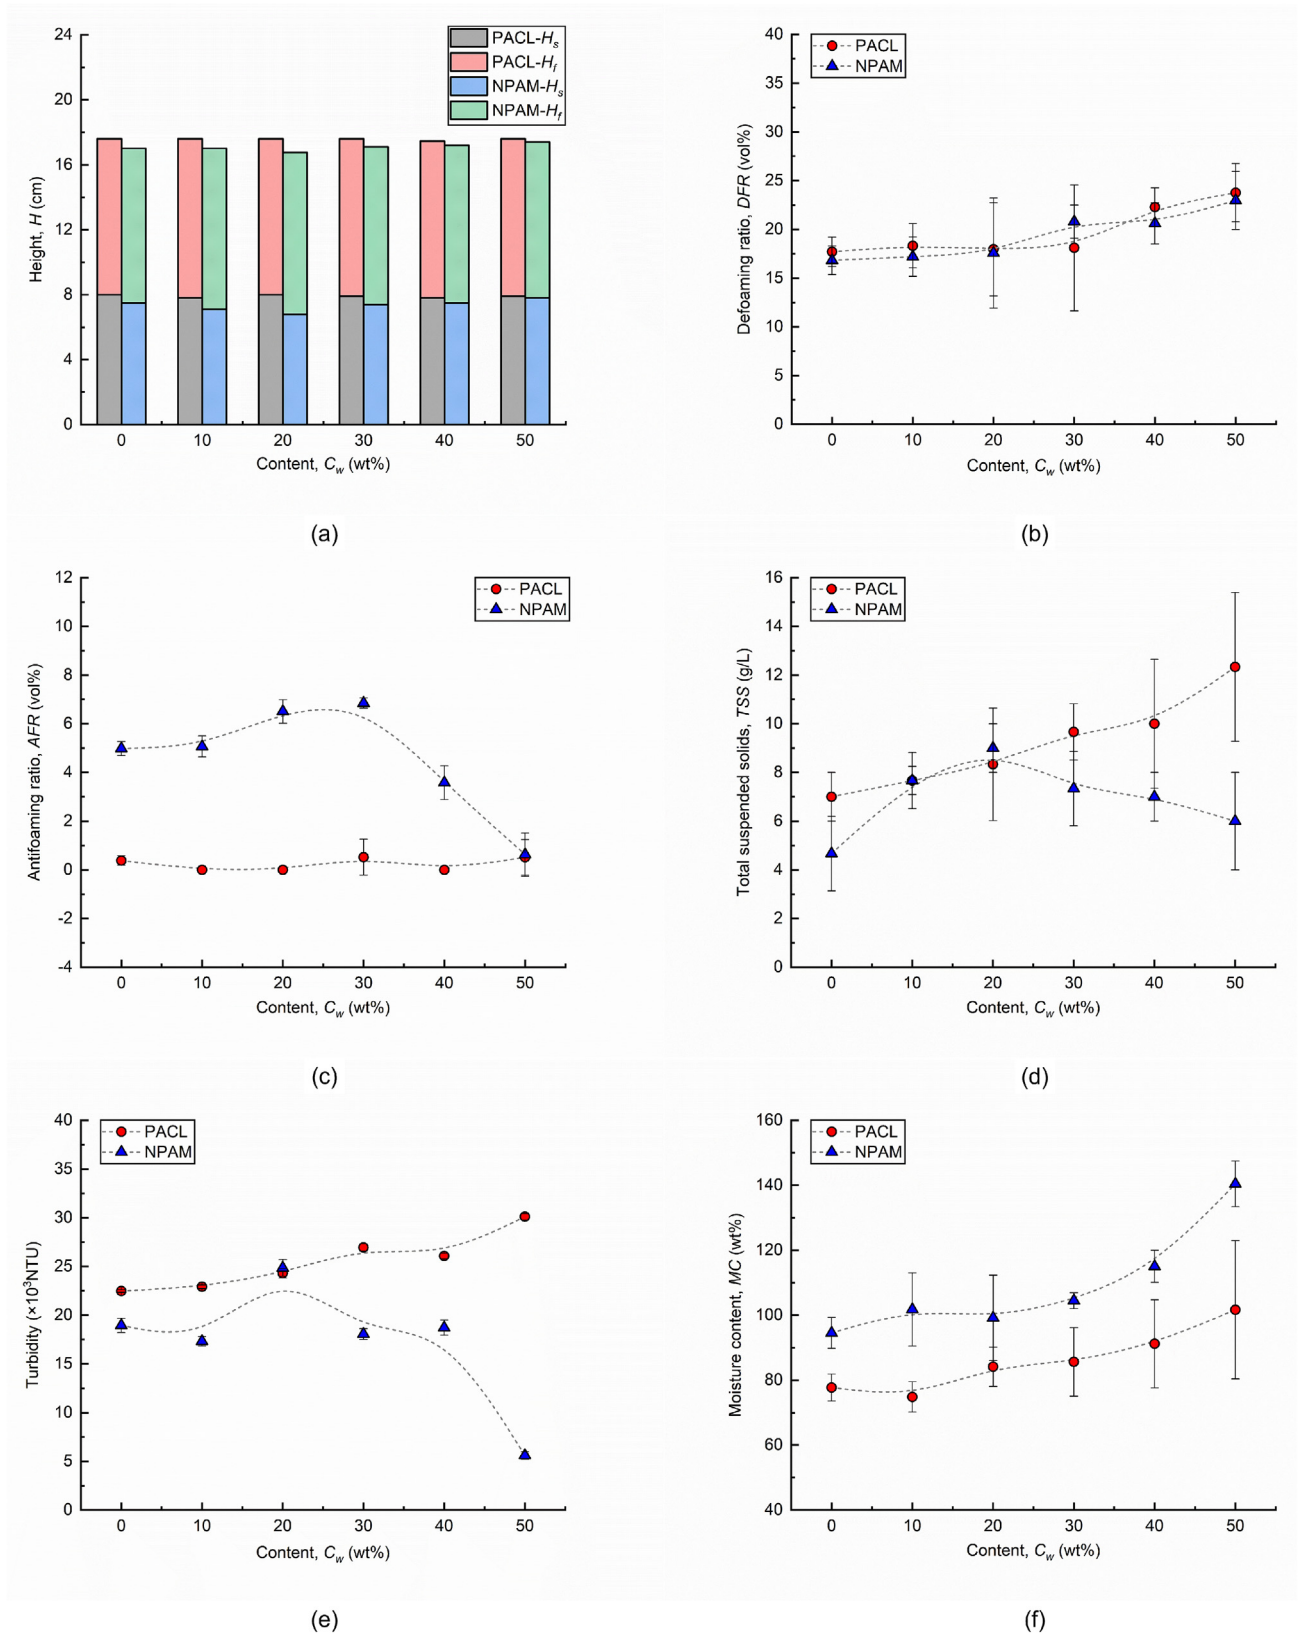 24
20
16
12
8
4
0
Height, H (cm)
PACL-Hs
PACL-Hf
NPAM-Hs
NPAM-Hf
0 10 20 30 40 50
Content, Cw (wt%)
(a)
40
35
30
25
20
15
10
5
0
Defoaming ratio, DFR (vol%)
PACL
NPAM
0 10 20 30 40 50
Content, Cw (wt%)
(b)
12
10
8
6
4
2
0
-2
-4
Antifoaming ratio, AFR (vol%)
PACL
NPAM
0 10 20 30 40 50
Content, Cw (wt%)
(c)
16
14
12
10
8
6
4
2
0
Total suspended solids, TSS (g/L)
PACL
NPAM
0 10 20 30 40 50
Content, Cw (wt%)
(d)
40
35
30
25
20
15
10
5
0
Turbidity (×10³NTU)
PACL
NPAM
0 10 20 30 40 50
Content, Cw (wt%)
(e)
160
140
120
100
80
60
40
Moisture content, MC (wt%)
PACL
NPAM
0 10 20 30 40 50
Content, Cw (wt%)
(f)